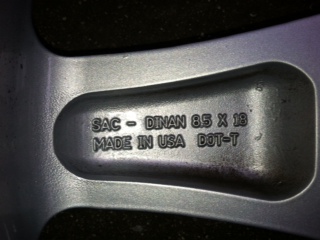 SAC - DINAN 8.5 X 18
MADE IN USA DOT-T